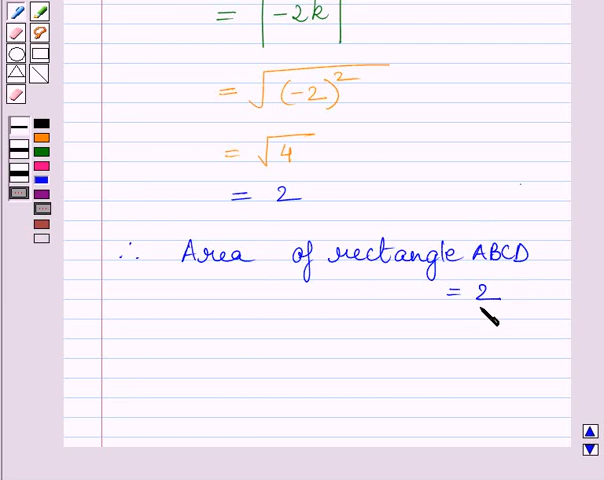 = |-2k|
= √(-2)²
= √4
= 2
∴ Area of rectangle ABCD
= 2